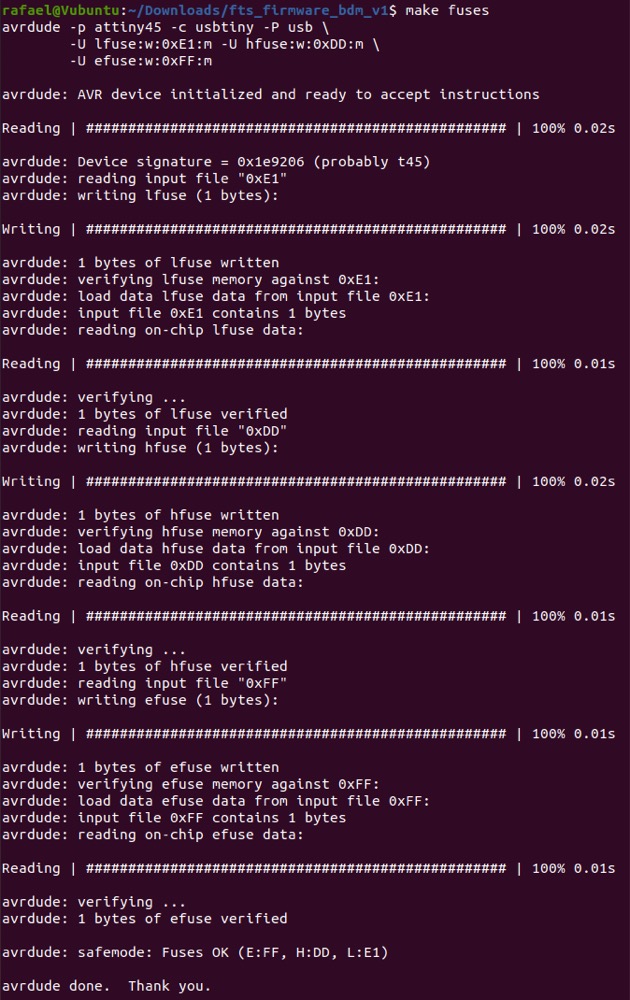 rafael@Vubuntu:~/Downloads/fts_firmware_bdm_v1$ make fuses
avrdude -p attiny45 -c usbtiny -P usb \
        -U lfuse:w:0xE1:m -U hfuse:w:0xDD:m \
        -U efuse:w:0xFF:m

avrdude: AVR device initialized and ready to accept instructions

Reading | ################################################## | 100% 0.02s

avrdude: Device signature = 0x1e9206 (probably t45)
avrdude: reading input file "0xE1"
avrdude: writing lfuse (1 bytes):

Writing | ################################################## | 100% 0.02s

avrdude: 1 bytes of lfuse written
avrdude: verifying lfuse memory against 0xE1:
avrdude: load data lfuse data from input file 0xE1:
avrdude: input file 0xE1 contains 1 bytes
avrdude: reading on-chip lfuse data:

Reading | ################################################## | 100% 0.01s

avrdude: verifying ...
avrdude: 1 bytes of lfuse verified
avrdude: reading input file "0xDD"
avrdude: writing hfuse (1 bytes):

Writing | ################################################## | 100% 0.02s

avrdude: 1 bytes of hfuse written
avrdude: verifying hfuse memory against 0xDD:
avrdude: load data hfuse data from input file 0xDD:
avrdude: input file 0xDD contains 1 bytes
avrdude: reading on-chip hfuse data:

Reading | ################################################## | 100% 0.01s

avrdude: verifying ...
avrdude: 1 bytes of hfuse verified
avrdude: reading input file "0xFF"
avrdude: writing efuse (1 bytes):

Writing | ################################################## | 100% 0.01s

avrdude: 1 bytes of efuse written
avrdude: verifying efuse memory against 0xFF:
avrdude: load data efuse data from input file 0xFF:
avrdude: input file 0xFF contains 1 bytes
avrdude: reading on-chip efuse data:

Reading | ################################################## | 100% 0.01s

avrdude: verifying ...
avrdude: 1 bytes of efuse verified

avrdude: safemode: Fuses OK (E:FF, H:DD, L:E1)

avrdude done.  Thank you.